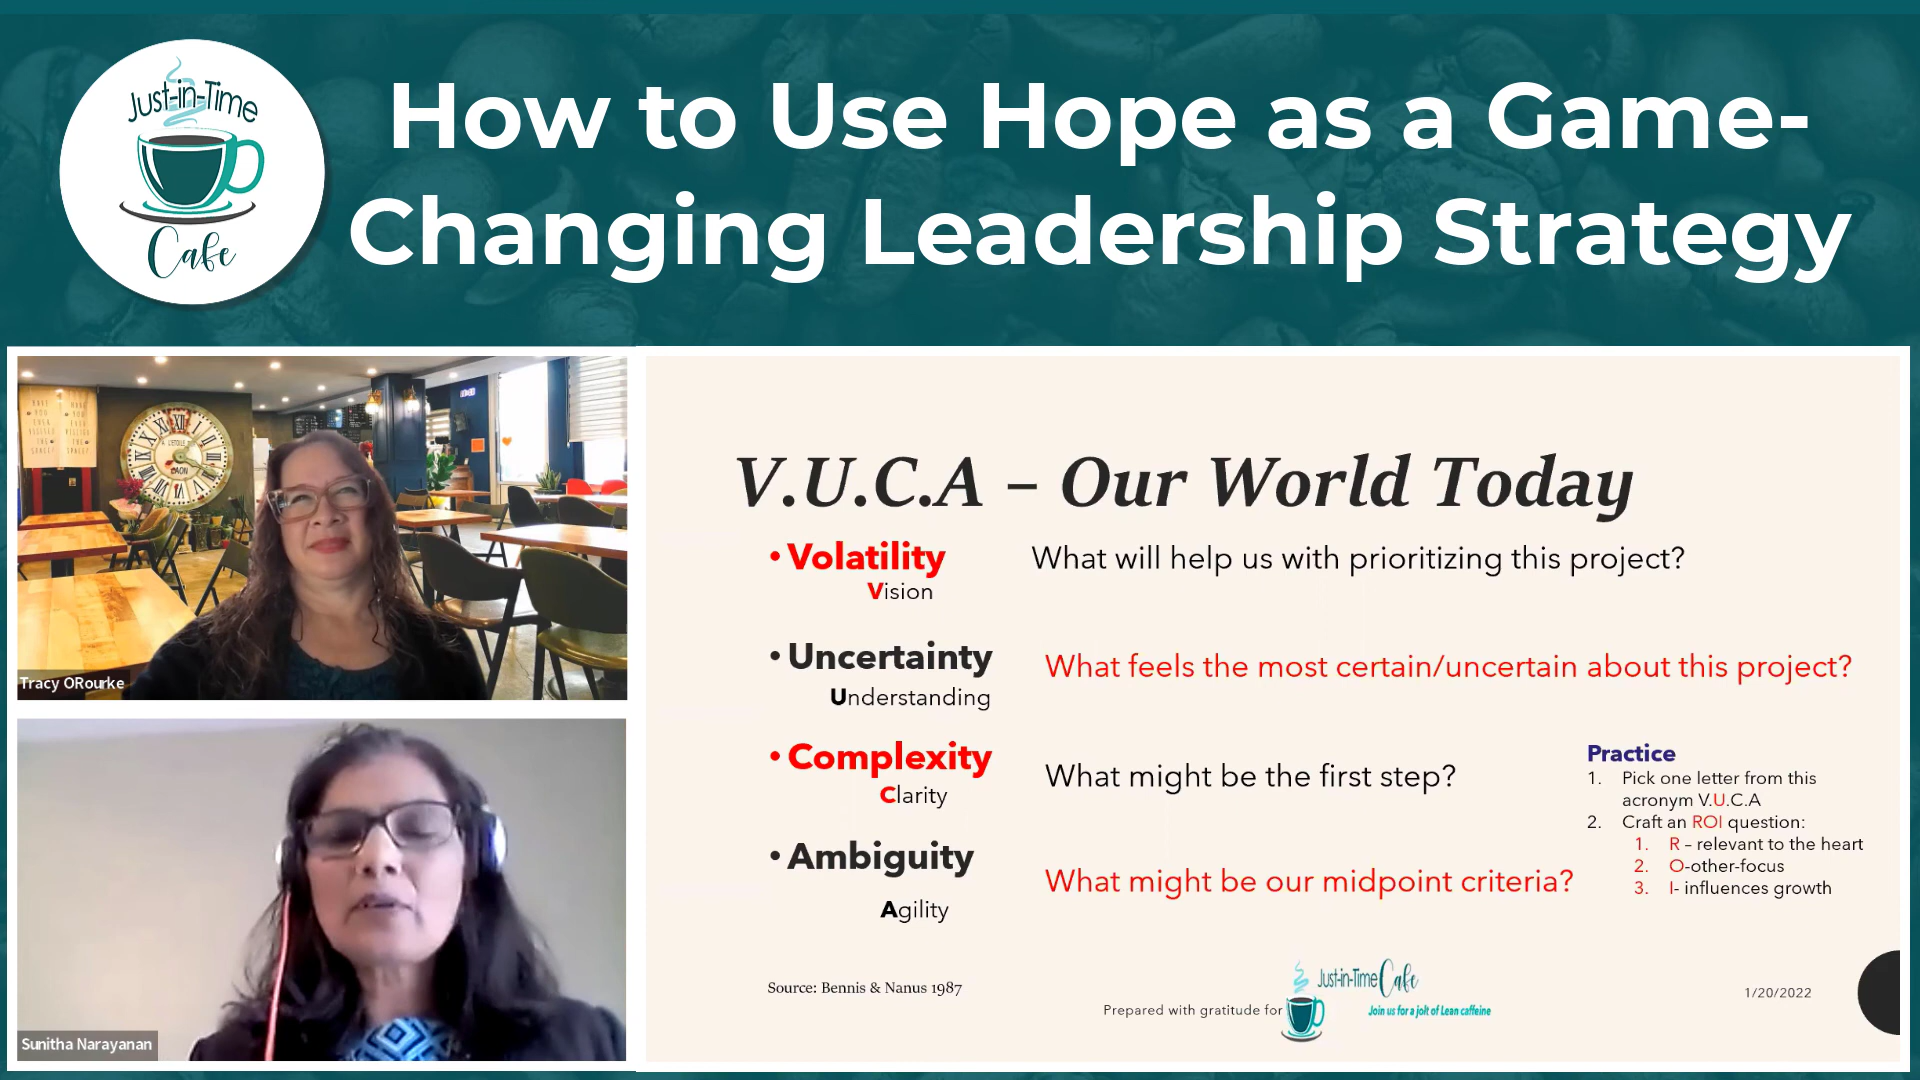 Just-in-Time
Cafe
How to Use Hope as a Game-
Changing Leadership Strategy
Tracy ORourke
Sunitha Narayanan
V.U.C.A – Our World Today
• Volatility
Vision
What will help us with prioritizing this project?
• Uncertainty
Understanding
What feels the most certain/uncertain about this project?
• Complexity
Clarity
What might be the first step?
• Ambiguity
Agility
What might be our midpoint criteria?
Practice
1. Pick one letter from this
acronym V.U.C.A
2. Craft an ROI question:
1. R – relevant to the heart
2. O-other-focus
3. I- influences growth
Source: Bennis & Nanus 1987
Prepared with gratitude for
Just-in-Time Cafe
Join us for a jolt of Lean caffeine
1/20/2022